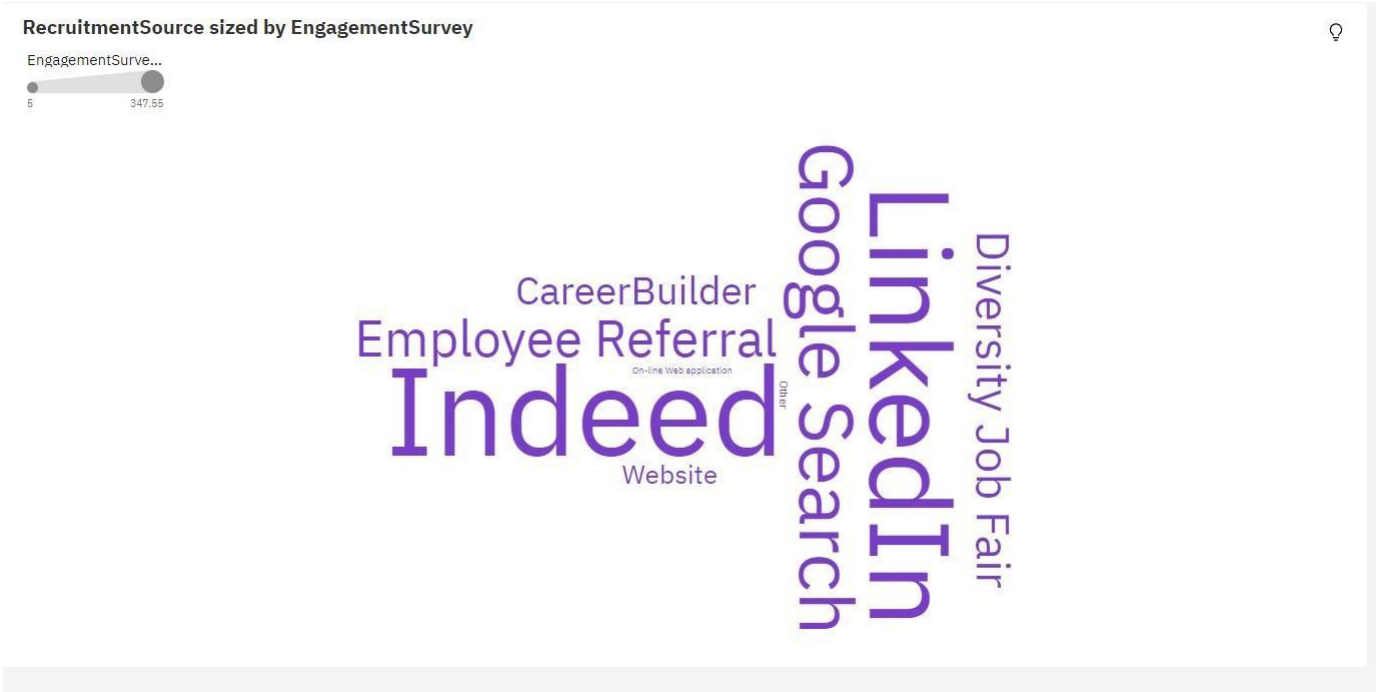 RecruitmentSource sized by EngagementSurvey
EngagementSurve...
5
347.55
CareerBuilder
Employee Referral
On-line Web application
Indeed
Other
Website
Google Search
LinkedIn
Diversity Job Fair